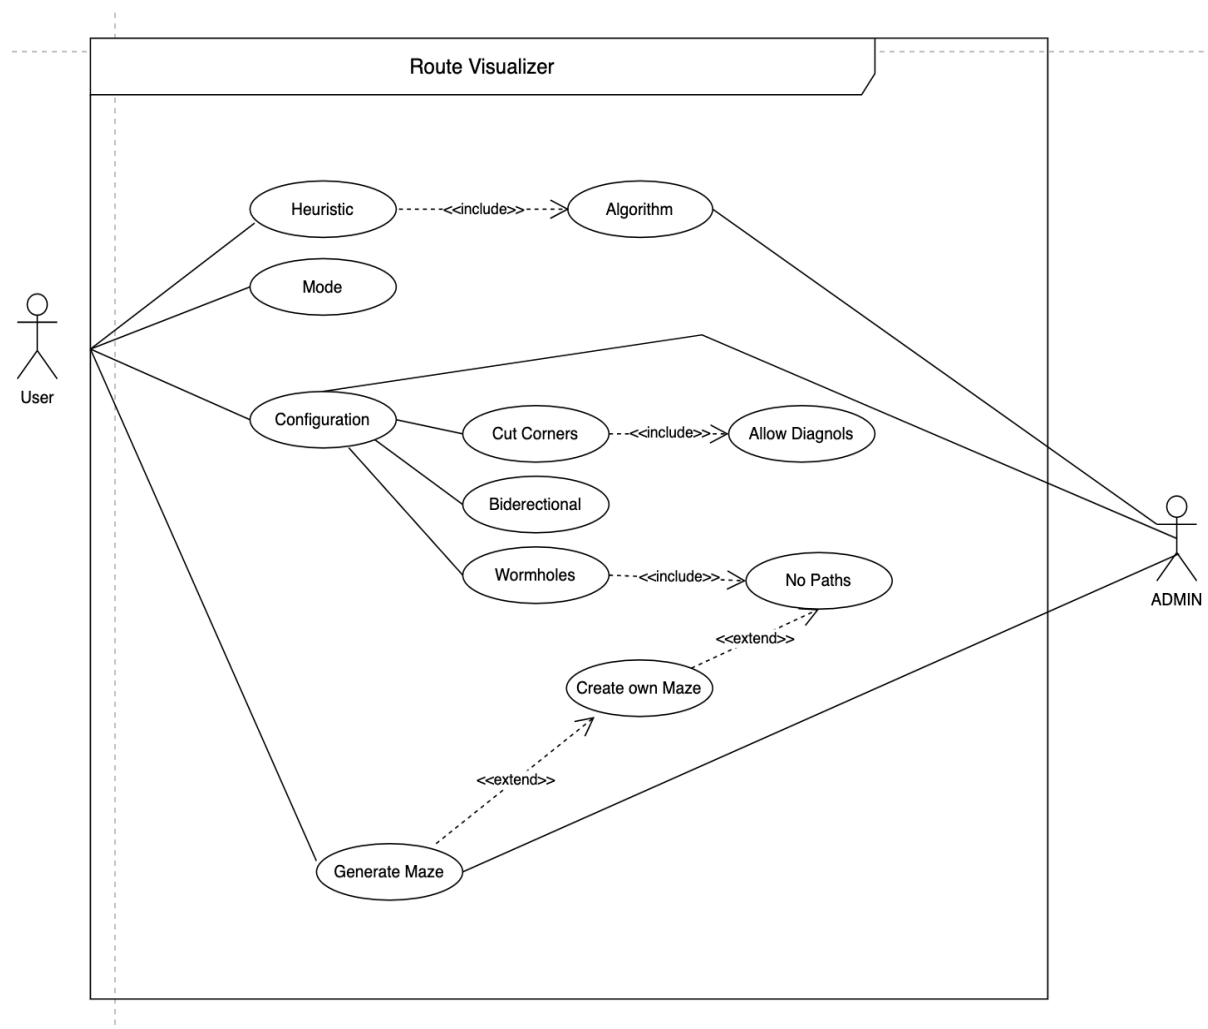 Route Visualizer
Heuristic
<<include>>
Algorithm
Mode
User
Configuration
Cut Corners
<<include>>
Allow Diagnols
Biderectional
Wormholes
<<include>>
No Paths
ADMIN
<<extend>>
Create own Maze
<<extend>>
Generate Maze